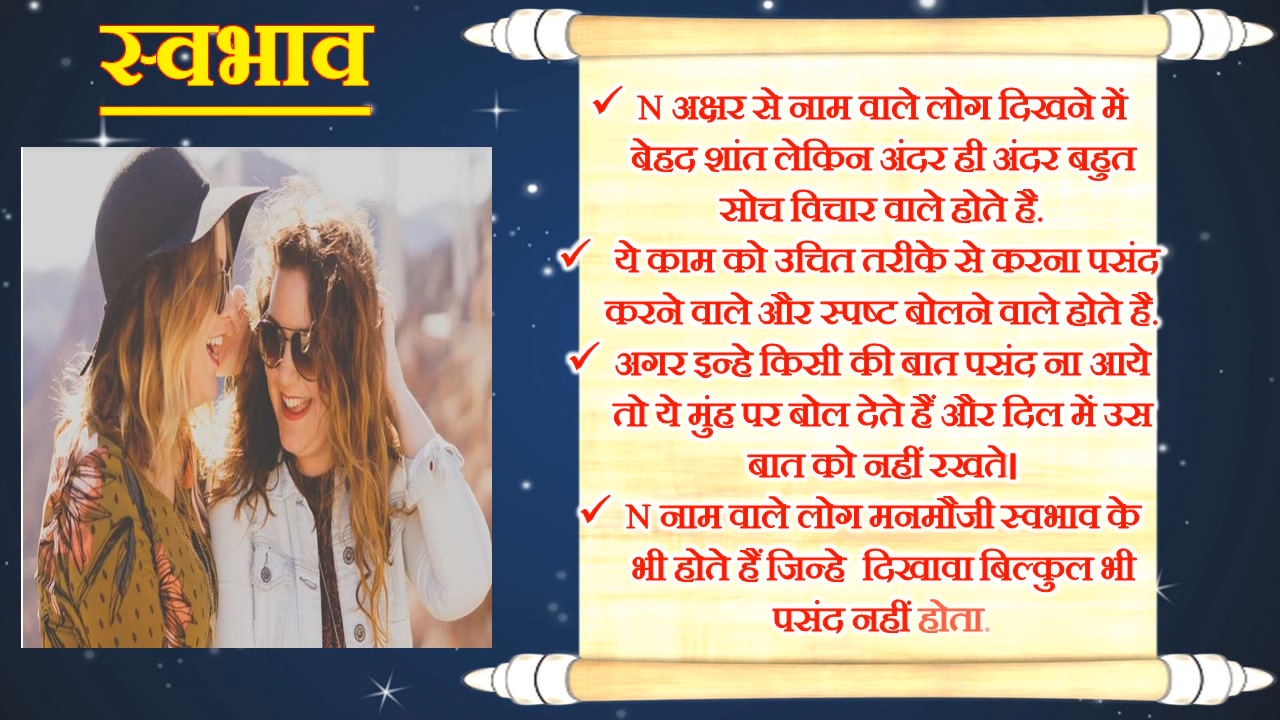 स्वभाव
✓ N अक्षर से नाम वाले लोग दिखने में
बेहद शांत लेकिन अंदर ही अंदर बहुत
सोच विचार वाले होते है.
✓ ये काम को उचित तरीके से करना पसंद
करने वाले और स्पष्ट बोलने वाले होते है.
✓ अगर इन्हे किसी की बात पसंद ना आये
तो ये मुंह पर बोल देते हैं और दिल में उस
बात को नहीं रखते।
✓ N नाम वाले लोग मनमौजी स्वभाव के
भी होते हैं जिन्हे दिखावा बिल्कुल भी
पसंद नहीं होता.